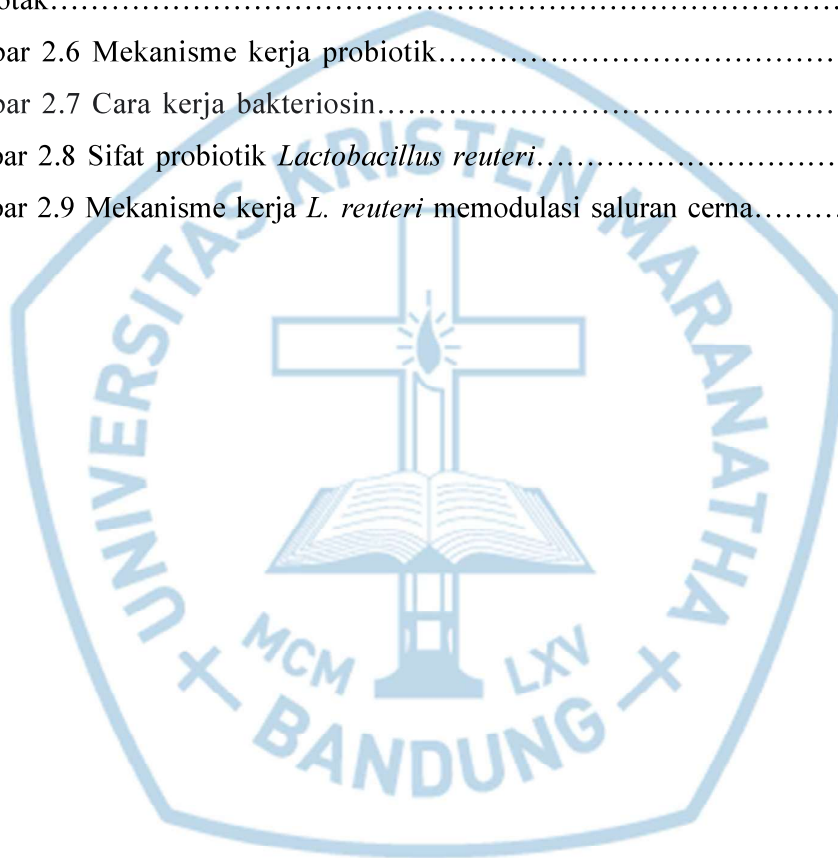 otak……………………………………………………………………
bar 2.6 Mekanisme kerja probiotik……………………………………
bar 2.7 Cara kerja bakteriosin…………………………………………
bar 2.8 Sifat probiotik Lactobacillus reuteri……………………………
bar 2.9 Mekanisme kerja L. reuteri memodulasi saluran cerna………
UNIVERSITAS KRISTEN MARANATHA
MCM LXV
BANDUNG